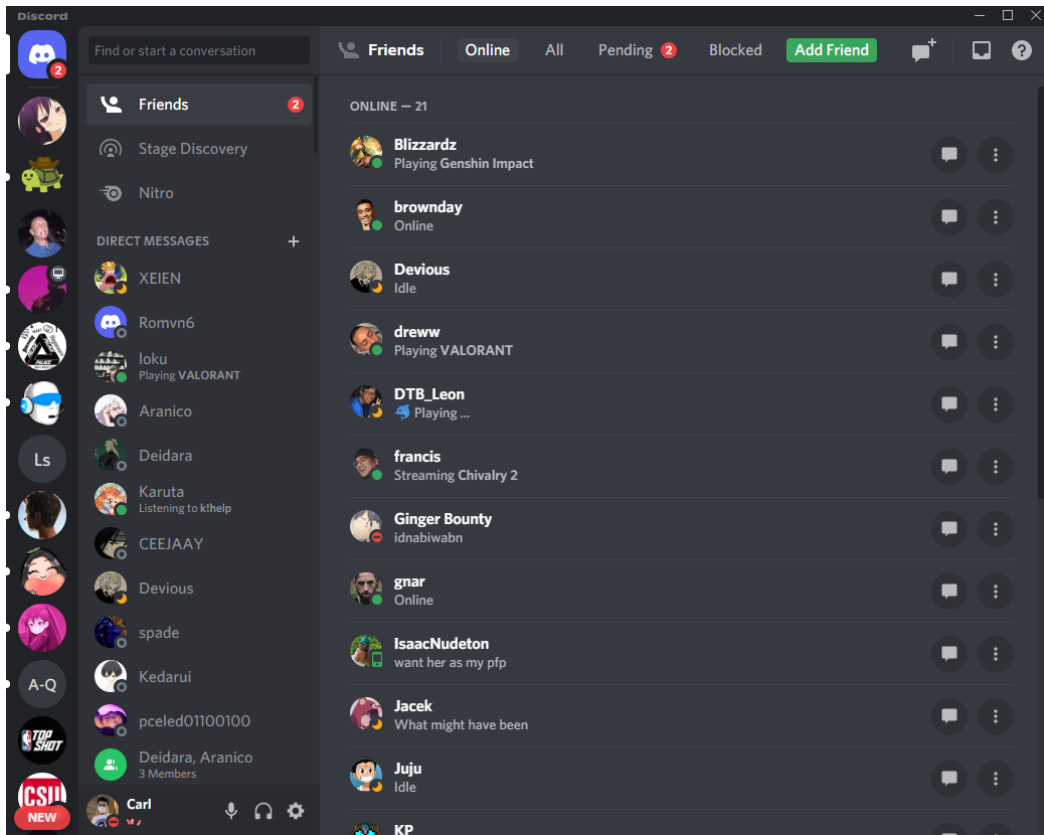 Discord
2
Ls
A-Q
TOP
SHOT
CSU
NEW
Find or start a conversation
Friends 2
Stage Discovery
Nitro
DIRECT MESSAGES +
XEIEN
Romvn6
loku
Playing VALORANT
Aranico
Deidara
Karuta
Listening to k!help
CEEJAAY
Devious
spade
Kedarui
pceled01100100
Deidara, Aranico
3 Members
Carl
Friends Online All Pending 2 Blocked Add Friend
ONLINE — 21
Blizzardz
Playing Genshin Impact
brownday
Online
Devious
Idle
dreww
Playing VALORANT
DTB_Leon
Playing ...
francis
Streaming Chivalry 2
Ginger Bounty
idnabiwabn
gnar
Online
IsaacNudeton
want her as my pfp
Jacek
What might have been
Juju
Idle
KP